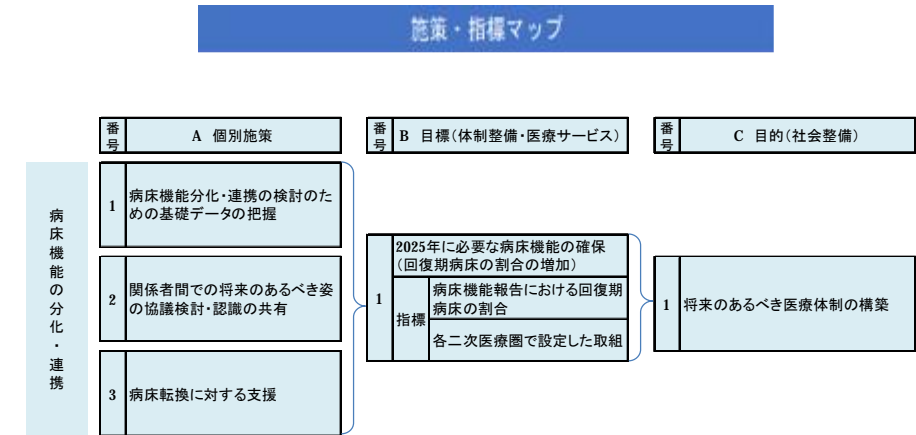 施策・指標マップ
番号
A 個別施策
番号
B 目標（体制整備・医療サービス）
番号
C 目的（社会整備）
病床機能の分化・連携
1
病床機能分化・連携の検討のた
めの基礎データの把握
2
関係者間での将来のあるべき姿
の協議検討・認識の共有
3
病床転換に対する支援
1
2025年に必要な病床機能の確保
（回復期病床の割合の増加）
指標
病床機能報告における回復期
病床の割合
各二次医療圏で設定した取組
1
将来のあるべき医療体制の構築